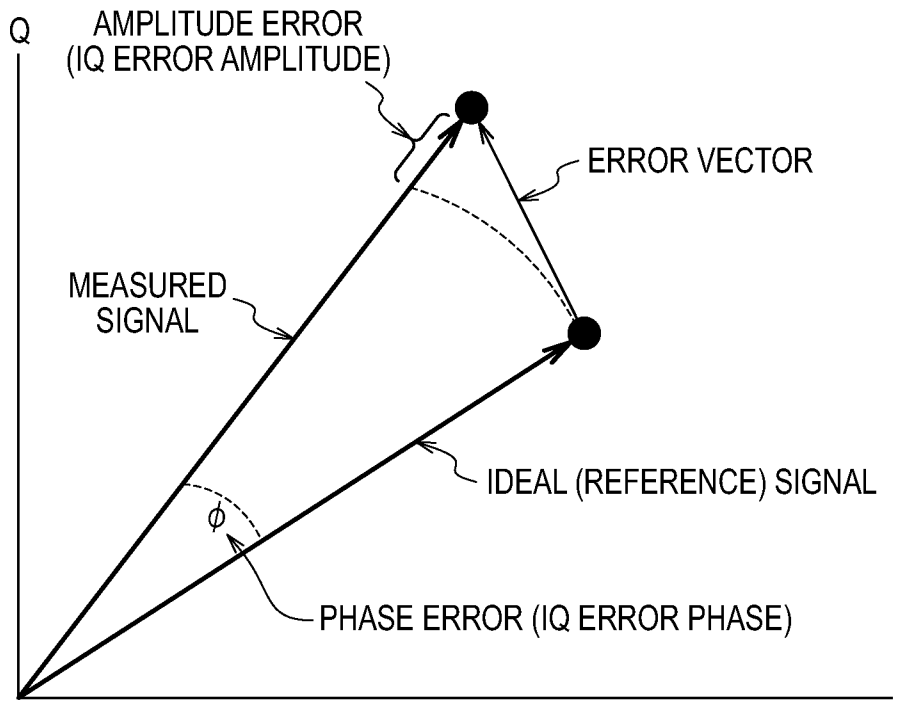 Q
AMPLITUDE ERROR
(IQ ERROR AMPLITUDE)
ERROR VECTOR
MEASURED
SIGNAL
IDEAL (REFERENCE) SIGNAL
ϕ
PHASE ERROR (IQ ERROR PHASE)